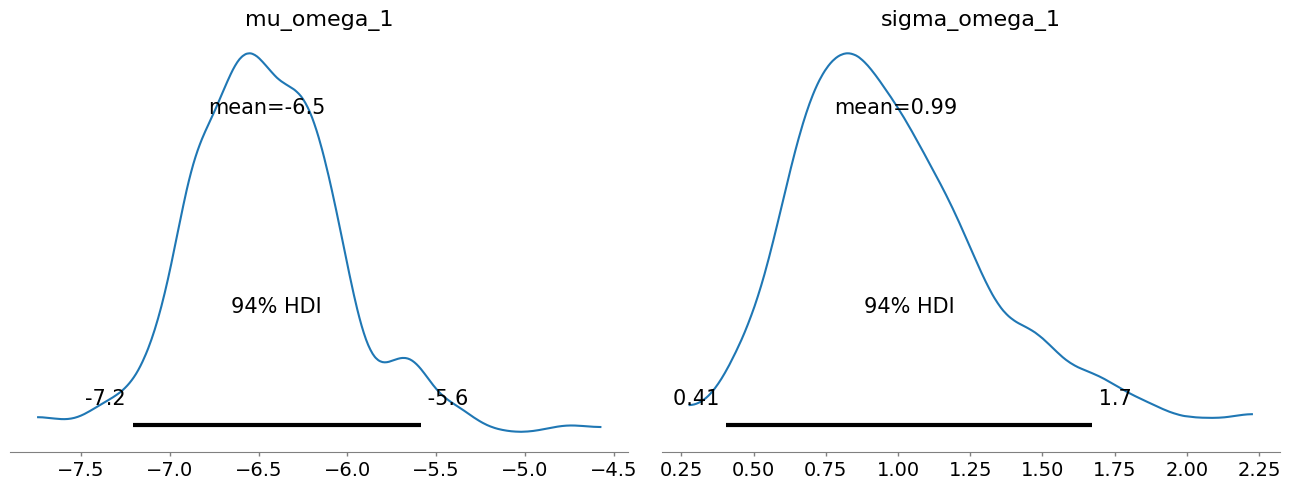 mu_omega_1
mean=-6.5
94% HDI
-7.2
-5.6
−7.5 −7.0 −6.5 −6.0 −5.5 −5.0 −4.5
sigma_omega_1
mean=0.99
94% HDI
0.41
1.7
0.25 0.50 0.75 1.00 1.25 1.50 1.75 2.00 2.25